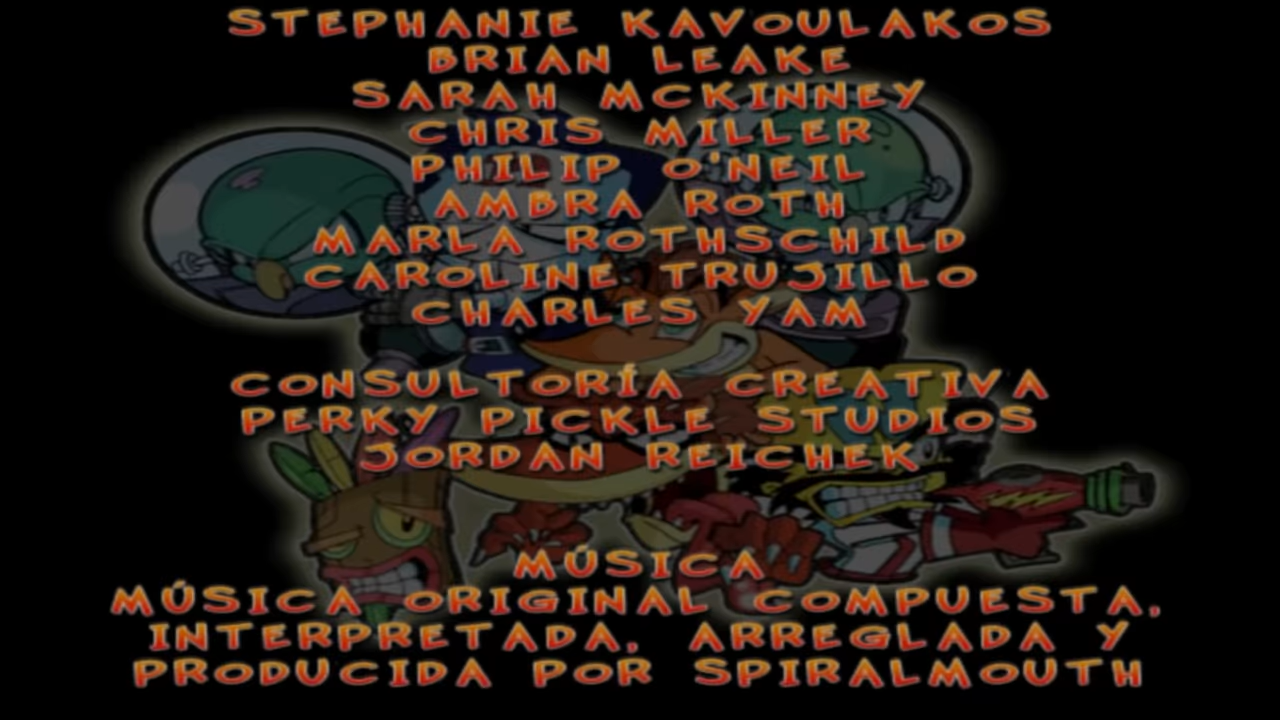 STEPHANIE KAVOULAKOS
BRIAN LEAKE
SARAH MCKINNEY
CHRIS MILLER
PHILIP O'NEIL
AMBRA ROTH
MARLA ROTHSCHILD
CAROLINE TRUJILLO
CHARLES YAM
CONSULTORÍA CREATIVA
PERKY PICKLE STUDIOS
JORDAN REICHEK
MÚSICA
MÚSICA ORIGINAL COMPUESTA,
INTERPRETADA, ARREGLADA Y
PRODUCIDA POR SPIRALMOUTH